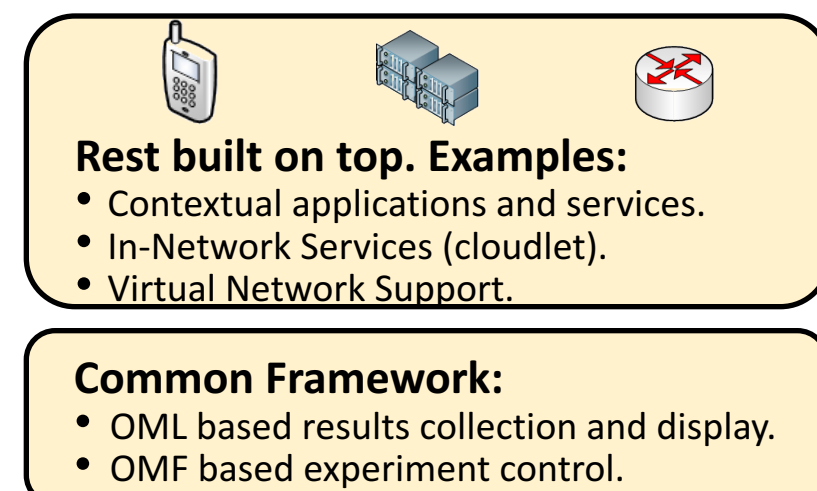 Rest built on top. Examples:
• Contextual applications and services.
• In-Network Services (cloudlet).
• Virtual Network Support.
Common Framework:
• OML based results collection and display.
• OMF based experiment control.